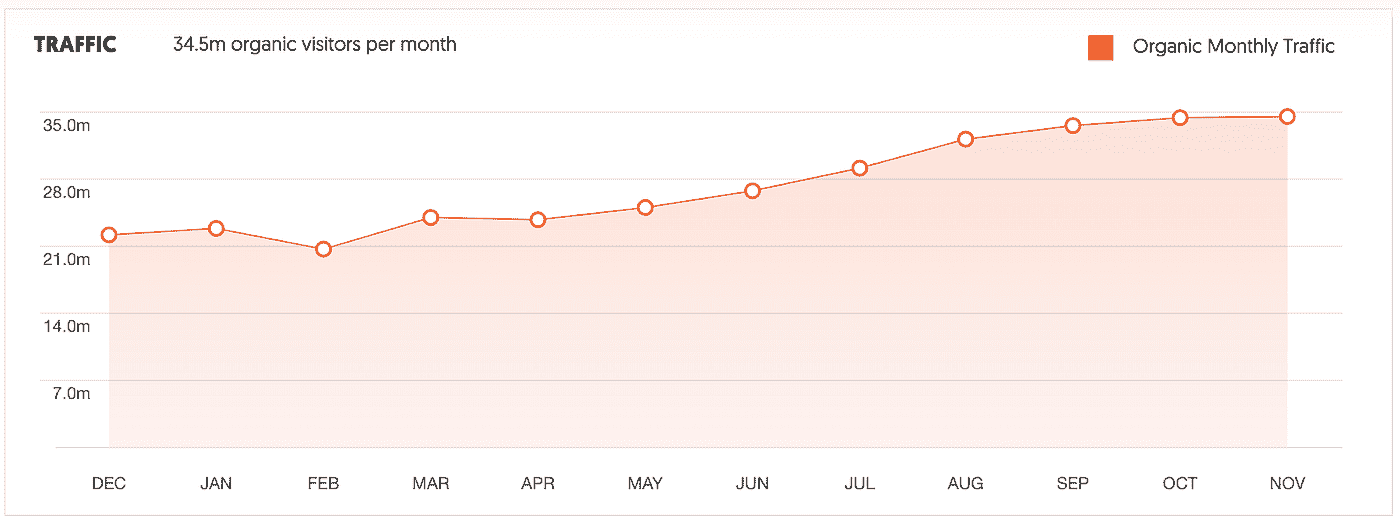 TRAFFIC 34.5m organic visitors per month
Organic Monthly Traffic
35.0m
28.0m
21.0m
14.0m
7.0m
DEC JAN FEB MAR APR MAY JUN JUL AUG SEP OCT NOV